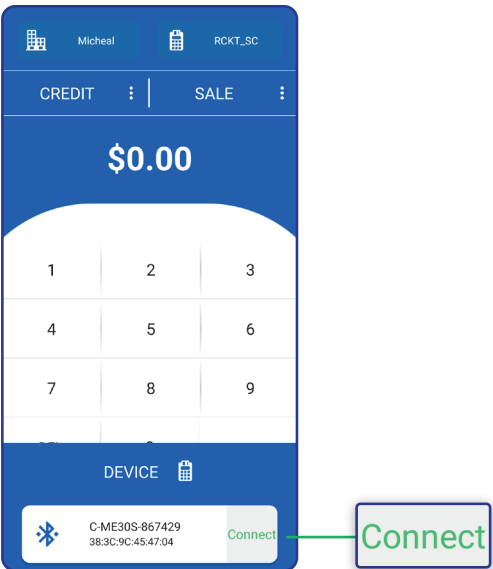 Micheal RCKT_SC
CREDIT SALE
$0.00
1 2 3
4 5 6
7 8 9
DEVICE
C-ME30S-867429 Connect
38:3C:9C:45:47:04
Connect